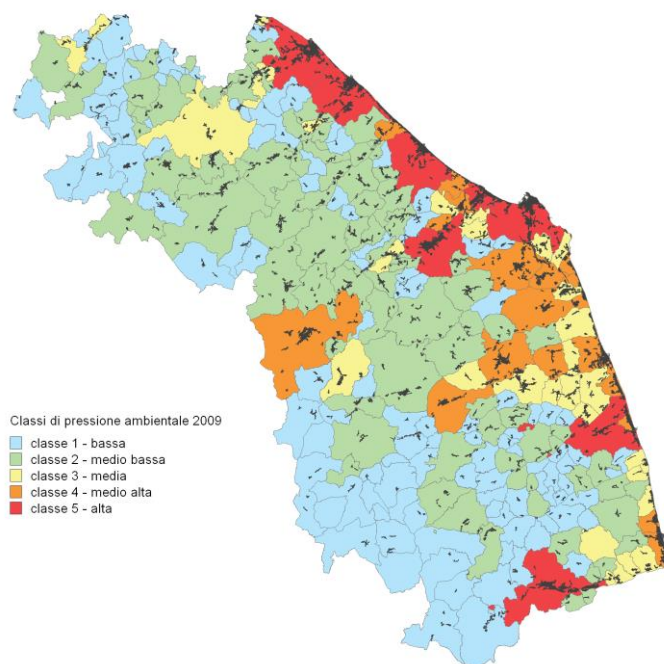 Classi di pressione ambientale 2009
classe 1 - bassa
classe 2 - medio bassa
classe 3 - media
classe 4 - medio alta
classe 5 - alta